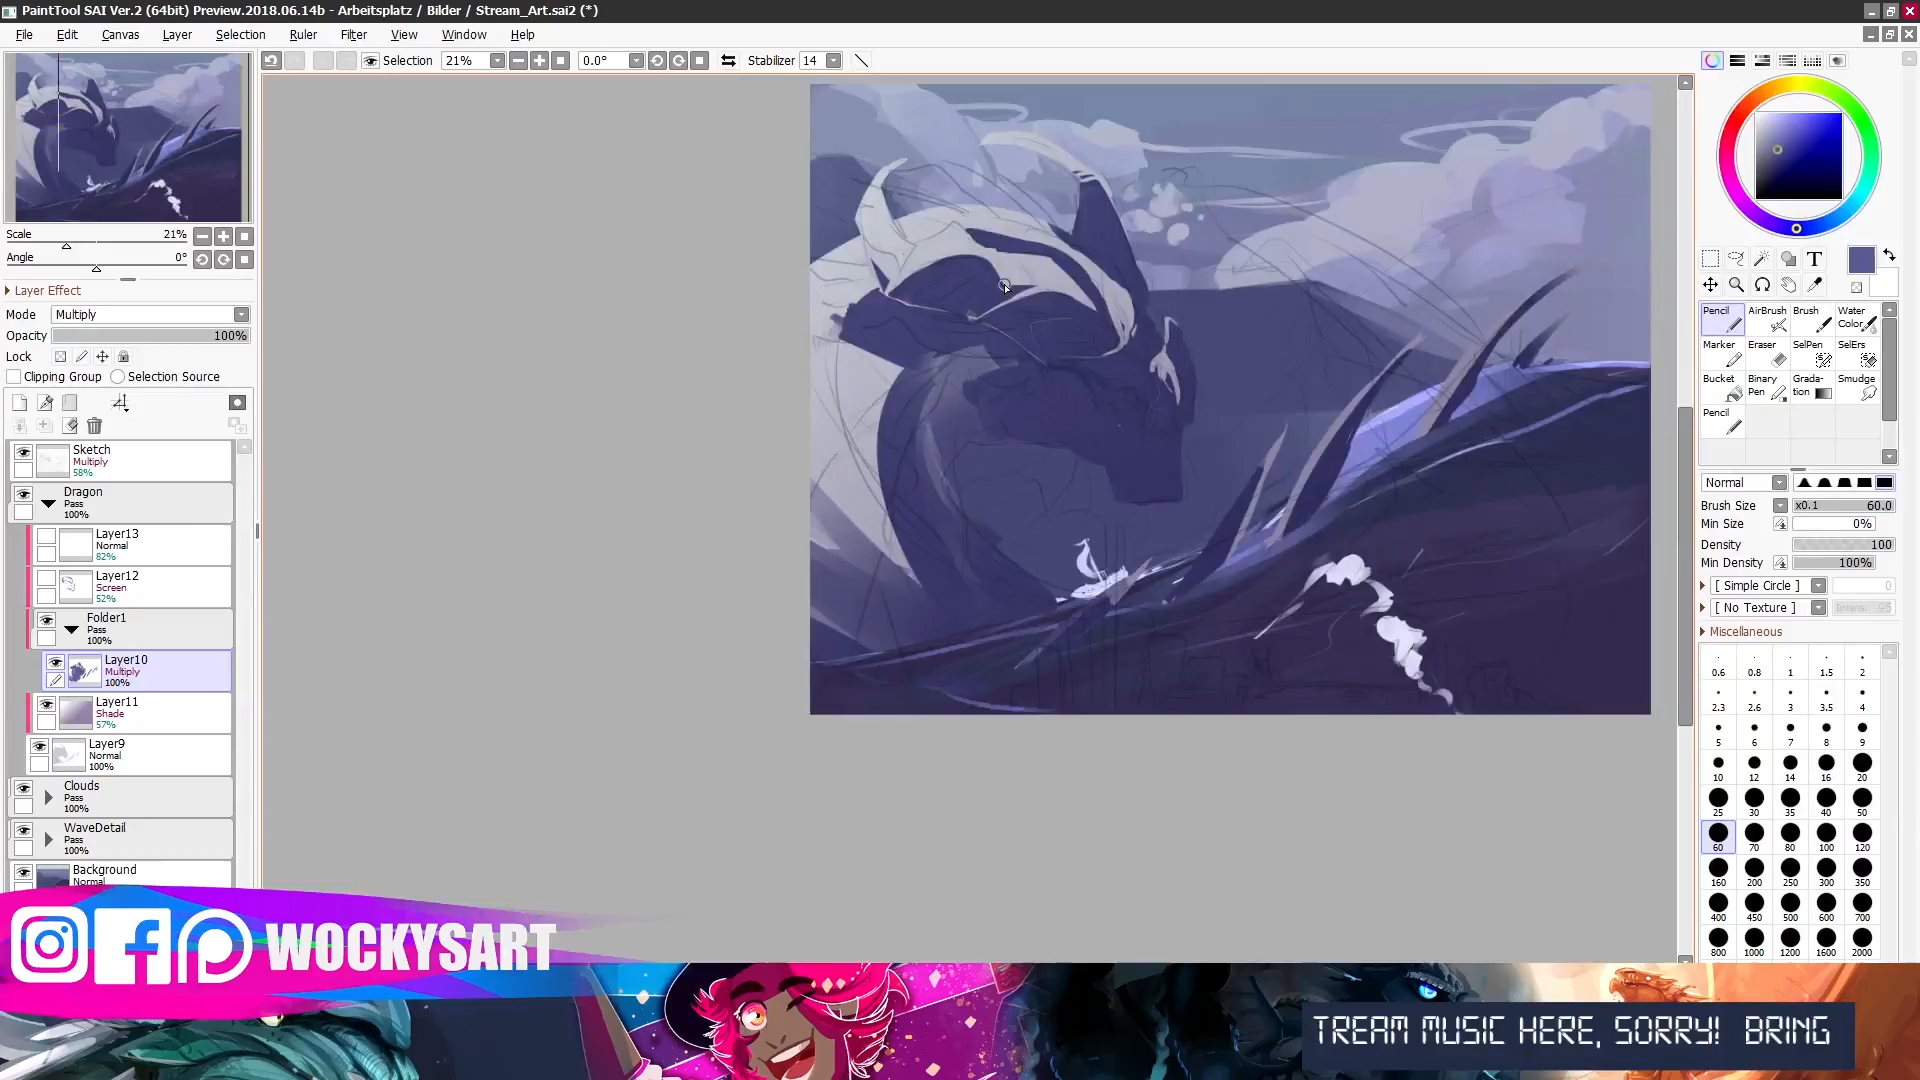 PaintTool SAI Ver.2 (64bit) Preview.2018.06.14b - Arbeitsplatz / Bilder / Stream_Art.sai2 (*)
File Edit Canvas Layer Selection Ruler Filter View Window Help
Selection 21% 0.0° Stabilizer 14
Scale 21%
Angle 0°
Layer Effect
Mode Multiply
Opacity 100%
Lock
Clipping Group Selection Source
Sketch
Multiply
58%
Dragon
Pass
100%
Layer13
Normal
82%
Layer12
Screen
52%
Folder1
Pass
100%
Layer10
Multiply
100%
Layer11
Shade
57%
Layer9
Normal
100%
Clouds
Pass
100%
WaveDetail
Pass
100%
Background
Normal
T
Pencil AirBrush Brush Water Color
Marker Eraser SelPen SelErs
Bucket Binary Pen Grada- tion Smudge
Pencil
Normal
Brush Size x0.1 60.0
Min Size 0%
Density 100
Min Density 100%
[ Simple Circle ] 0
[ No Texture ] 95
Miscellaneous
0.6 0.8 1 1.5 2
2.3 2.6 3 3.5 4
5 6 7 8 9
10 12 14 16 20
25 30 35 40 50
60 70 80 100 120
160 200 250 300 350
400 450 500 600 700
800 1000 1200 1600 2000
WOCKYSART
TREAM MUSIC HERE, SORRY! BRING